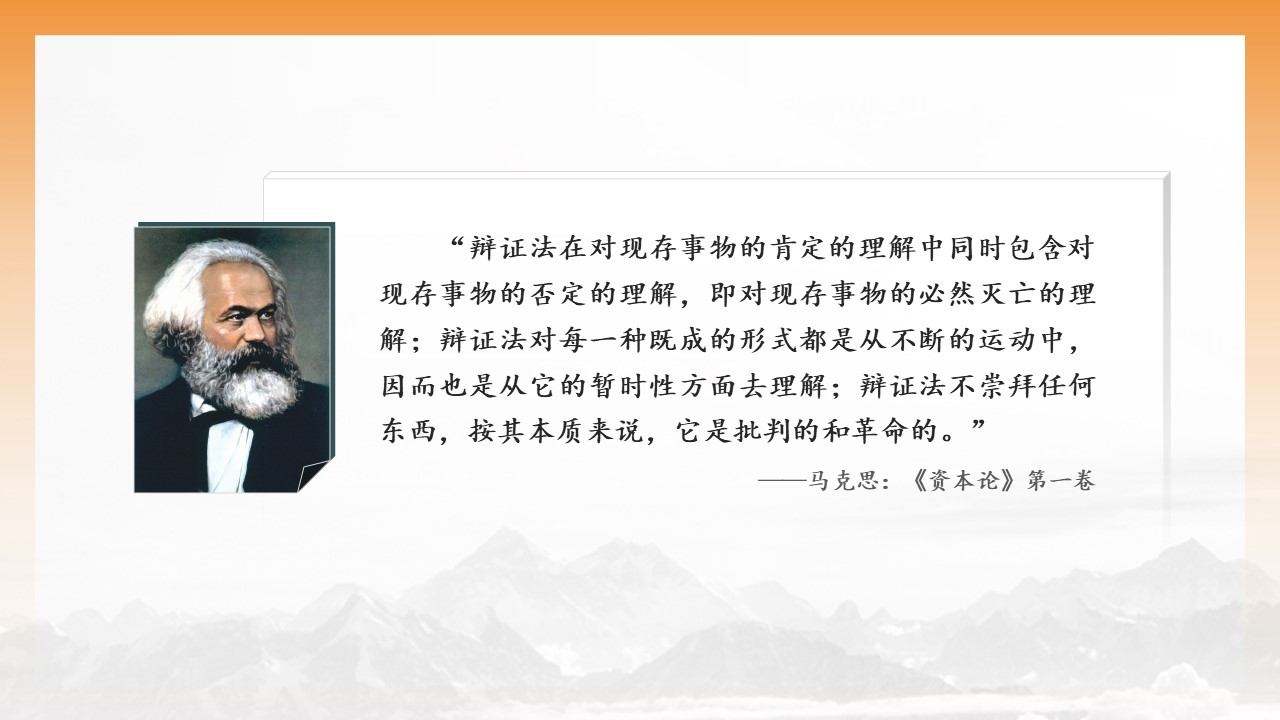 “辩证法在对现存事物的肯定的理解中同时包含对
现存事物的否定的理解，即对现存事物的必然灭亡的理
解；辩证法对每一种既成的形式都是从不断的运动中，
因而也是从它的暂时性方面去理解；辩证法不崇拜任何
东西，按其本质来说，它是批判的和革命的。”
——马克思：《资本论》第一卷